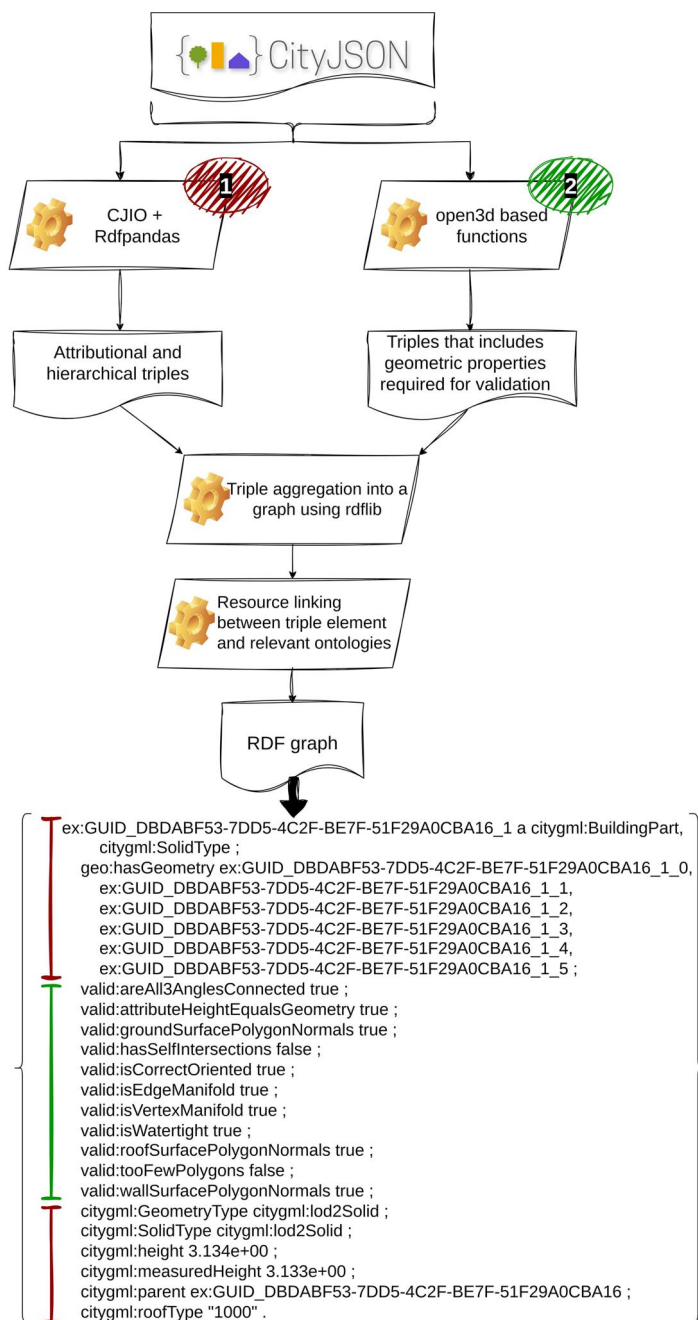 { } CityJSON
1
CJIO +
Rdfpandas
2
open3d based
functions
Attributional and
hierarchical triples
Triples that includes
geometric properties
required for validation
Triple aggregation into a
graph using rdflib
Resource linking
between triple element
and relevant ontologies
RDF graph
ex:GUID_DBDABF53-7DD5-4C2F-BE7F-51F29A0CBA16_1 a citygml:BuildingPart,
citygml:SolidType ;
geo:hasGeometry ex:GUID_DBDABF53-7DD5-4C2F-BE7F-51F29A0CBA16_1_0,
ex:GUID_DBDABF53-7DD5-4C2F-BE7F-51F29A0CBA16_1_1,
ex:GUID_DBDABF53-7DD5-4C2F-BE7F-51F29A0CBA16_1_2,
ex:GUID_DBDABF53-7DD5-4C2F-BE7F-51F29A0CBA16_1_3,
ex:GUID_DBDABF53-7DD5-4C2F-BE7F-51F29A0CBA16_1_4,
ex:GUID_DBDABF53-7DD5-4C2F-BE7F-51F29A0CBA16_1_5 ;
valid:areAll3AnglesConnected true ;
valid:attributeHeightEqualsGeometry true ;
valid:groundSurfacePolygonNormals true ;
valid:hasSelfIntersections false ;
valid:isCorrectOriented true ;
valid:isEdgeManifold true ;
valid:isVertexManifold true ;
valid:isWatertight true ;
valid:roofSurfacePolygonNormals true ;
valid:tooFewPolygons false ;
valid:wallSurfacePolygonNormals true ;
citygml:GeometryType citygml:lod2Solid ;
citygml:SolidType citygml:lod2Solid ;
citygml:height 3.134e+00 ;
citygml:measuredHeight 3.133e+00 ;
citygml:parent ex:GUID_DBDABF53-7DD5-4C2F-BE7F-51F29A0CBA16 ;
citygml:roofType "1000" .